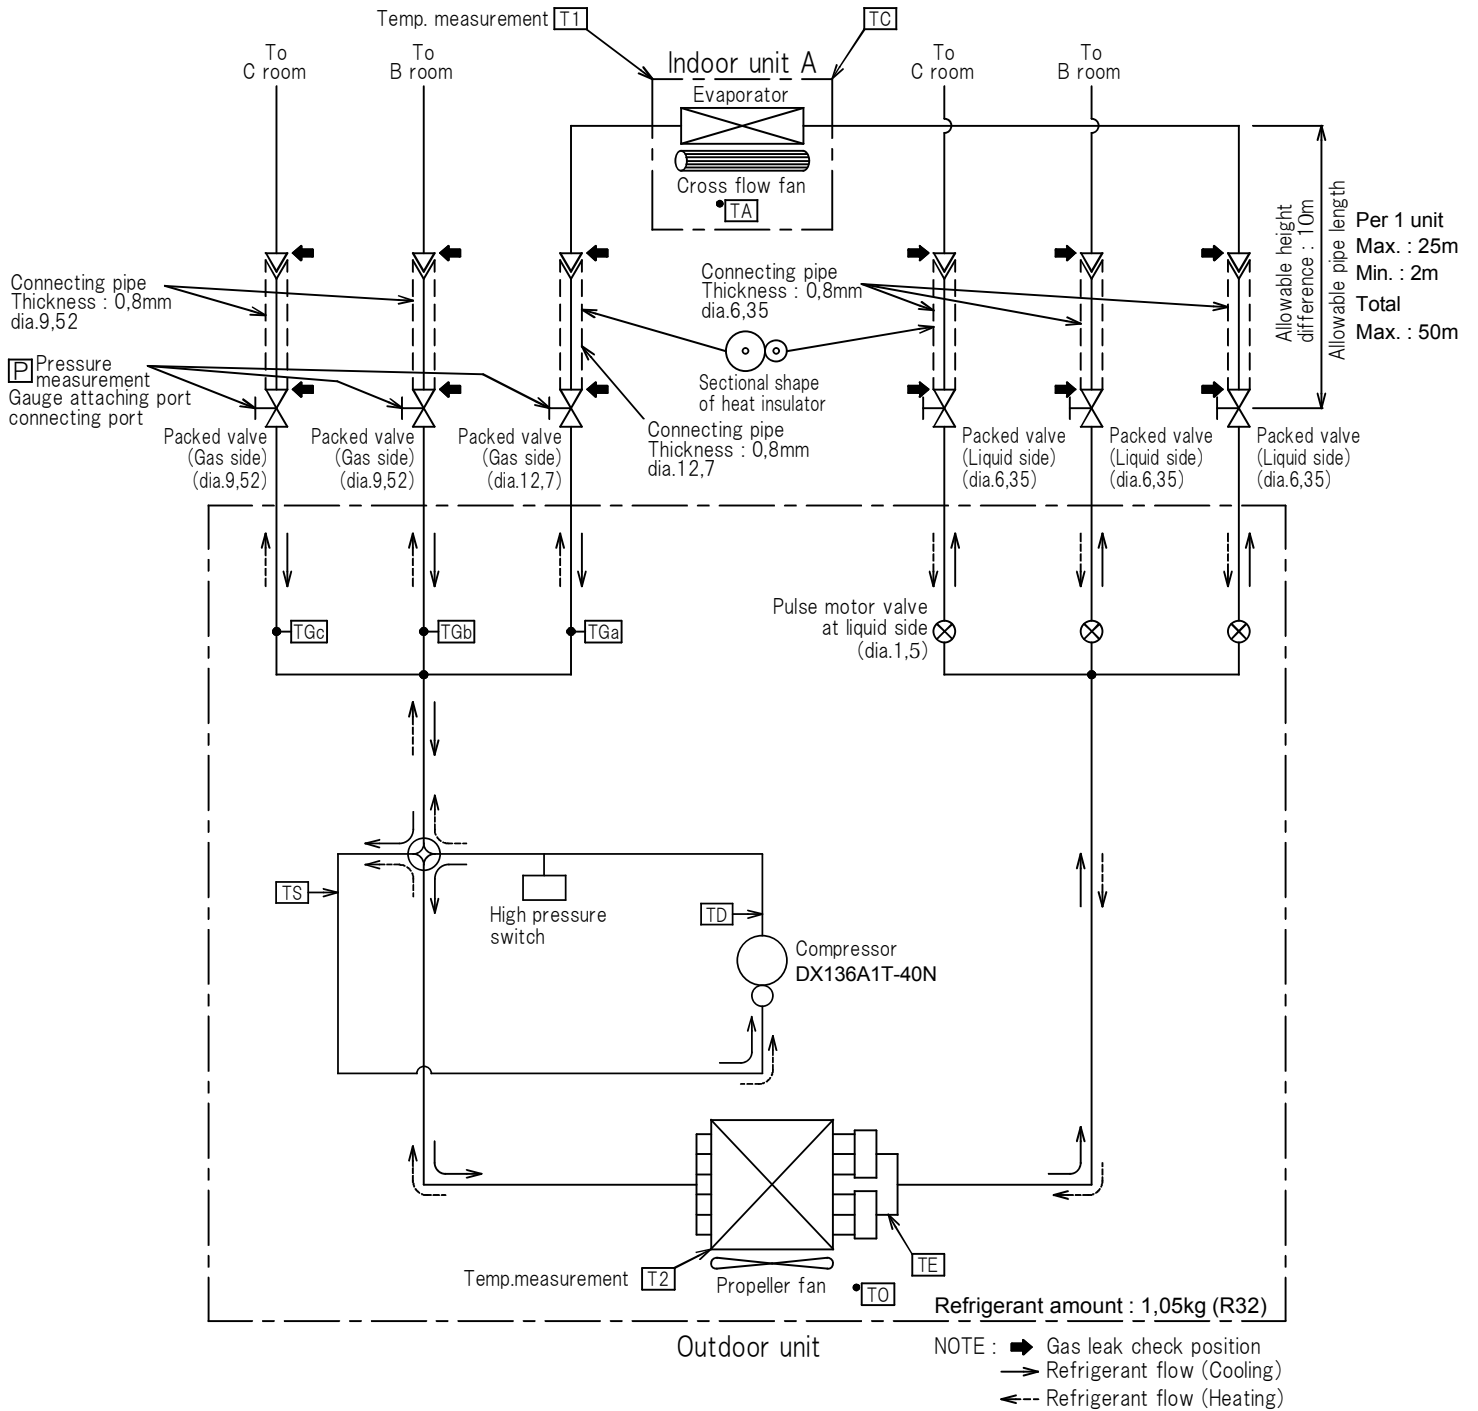 Temp. measurement T1
TC
To
C room
To
B room
Indoor unit A
Evaporator
Cross flow fan
TA
To
C room
To
B room
Allowable height
difference : 10m
Allowable pipe length
Per 1 unit
Max. : 25m
Min. : 2m
Total
Max. : 50m
Connecting pipe
Thickness : 0,8mm
dia.9,52
Connecting pipe
Thickness : 0,8mm
dia.6,35
P Pressure
measurement
Gauge attaching port
connecting port
Sectional shape
of heat insulator
Connecting pipe
Thickness : 0,8mm
dia.12,7
Packed valve
(Gas side)
(dia.9,52)
Packed valve
(Gas side)
(dia.9,52)
Packed valve
(Gas side)
(dia.12,7)
Packed valve
(Liquid side)
(dia.6,35)
Packed valve
(Liquid side)
(dia.6,35)
Packed valve
(Liquid side)
(dia.6,35)
TGc
TGb
TGa
Pulse motor valve
at liquid side
(dia.1,5)
TS
High pressure
switch
TD
Compressor
DX136A1T-40N
Temp.measurement T2
Propeller fan
TO
TE
Refrigerant amount : 1,05kg (R32)
Outdoor unit
NOTE : Gas leak check position
Refrigerant flow (Cooling)
Refrigerant flow (Heating)